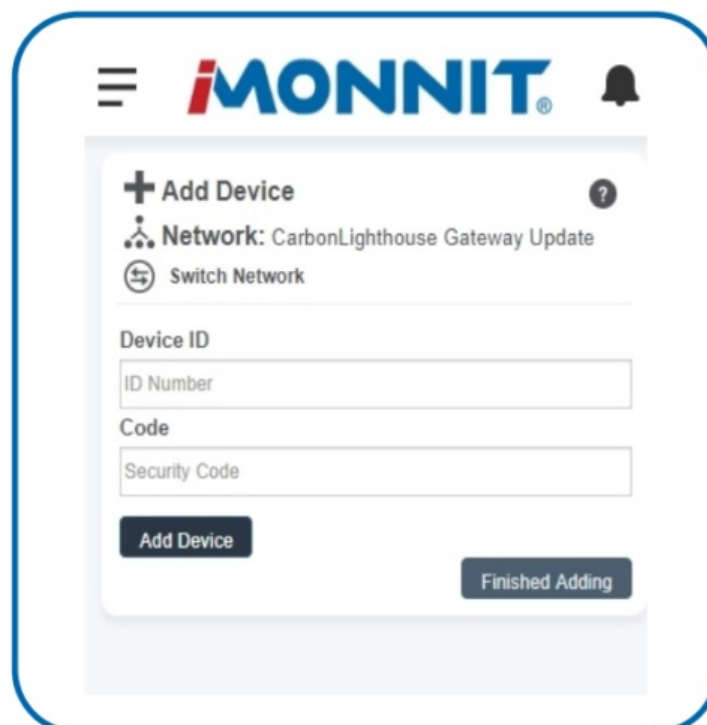 iMONNIT®
Add Device
?
Network: CarbonLighthouse Gateway Update
Switch Network
Device ID
ID Number
Code
Security Code
Add Device
Finished Adding